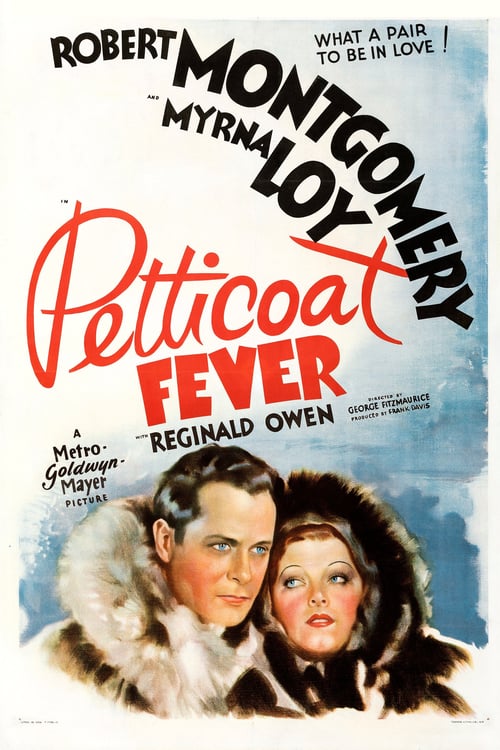 ROBERT
MONTGOMERY
AND
MYRNA
LOY
WHAT A PAIR
TO BE IN LOVE!
IN
Petticoat
FEVER
WITH REGINALD OWEN
DIRECTED BY
GEORGE FITZMAURICE
PRODUCED BY FRANK DAVIS
A
Metro-
Goldwyn-
Mayer
PICTURE